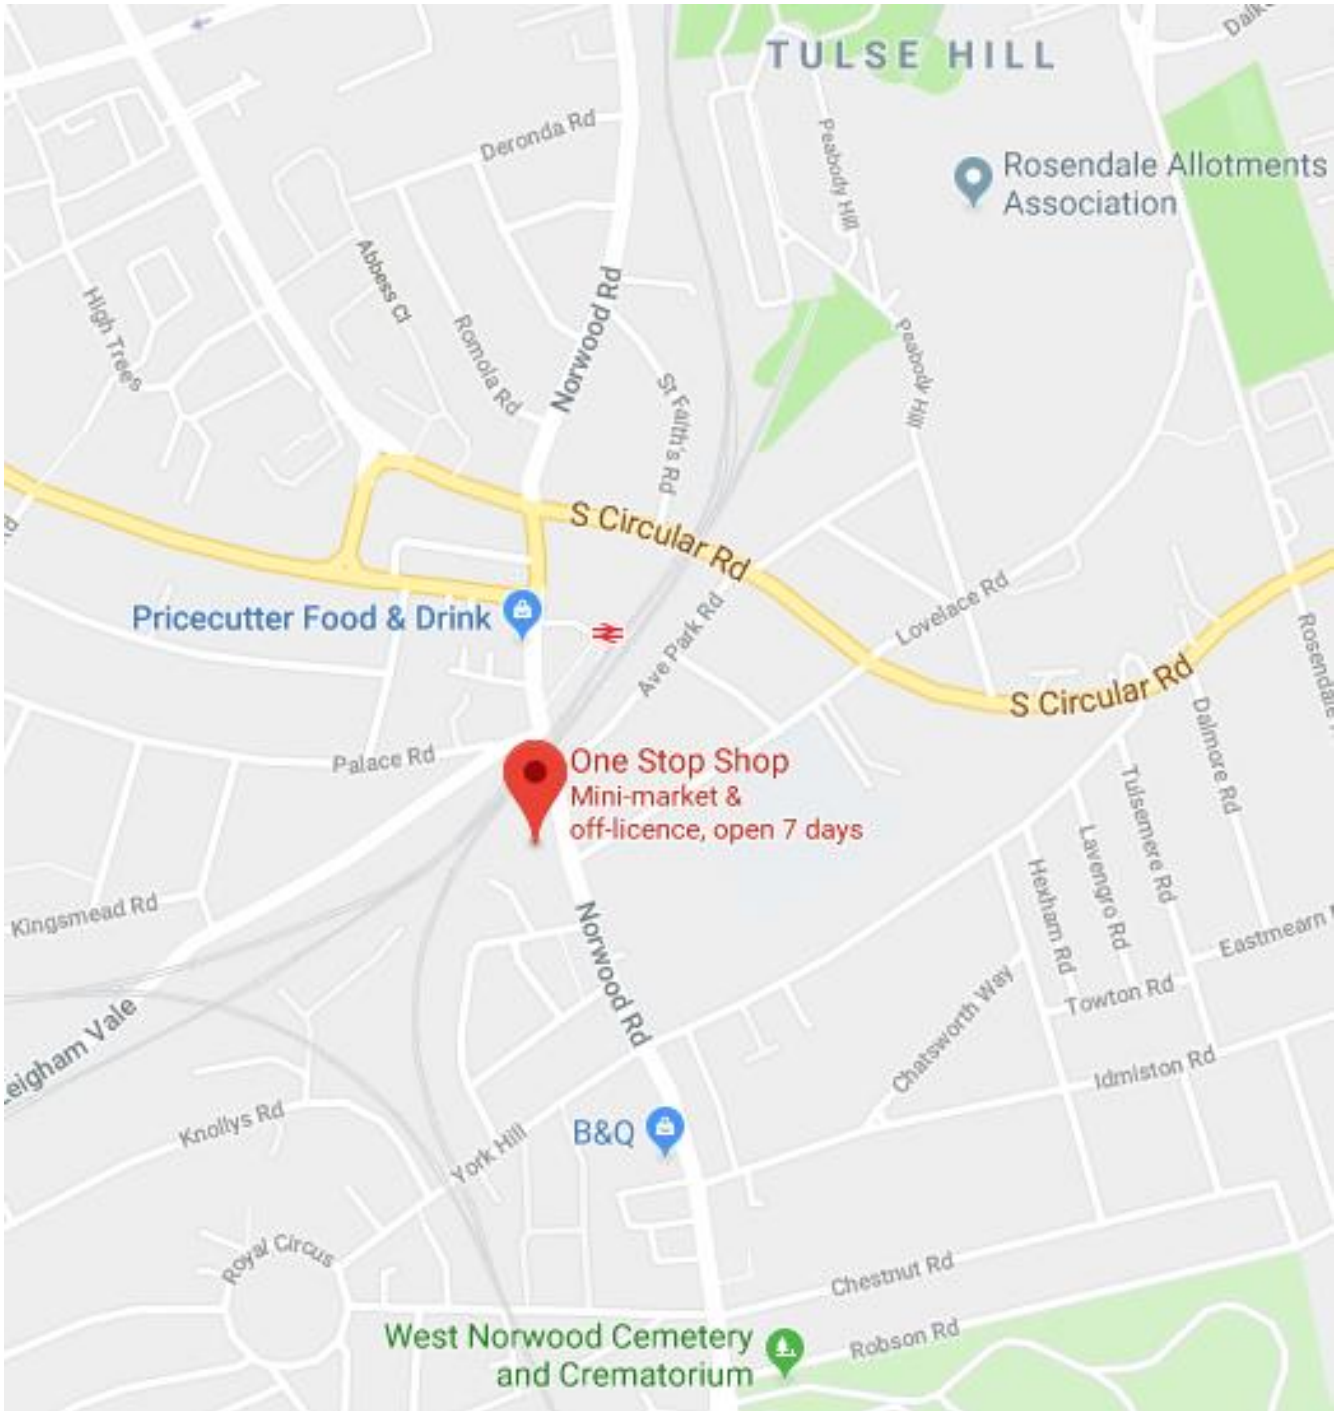 TULSE HILL
Dalke
Deronda Rd
Peabody Hill
Rosendale Allotments
Association
Abbess Cl
High Trees
Norwood Rd
Romola Rd
St Faith's Rd
Peabody Hill
S Circular Rd
Pricecutter Food & Drink
Lovelace Rd
Ave Park Rd
Rosendale
S Circular Rd
Dalmore Rd
Palace Rd
One Stop Shop
Mini-market &
off-licence, open 7 days
Tulsemere Rd
Lavengro Rd
Hexham Rd
Kingsmead Rd
Norwood Rd
Eastmearn
Chatsworth Way
Towton Rd
Leigham Vale
Idmiston Rd
Knollys Rd
York Hill
B&Q
Royal Circus
Chestnut Rd
West Norwood Cemetery
and Crematorium
Robson Rd